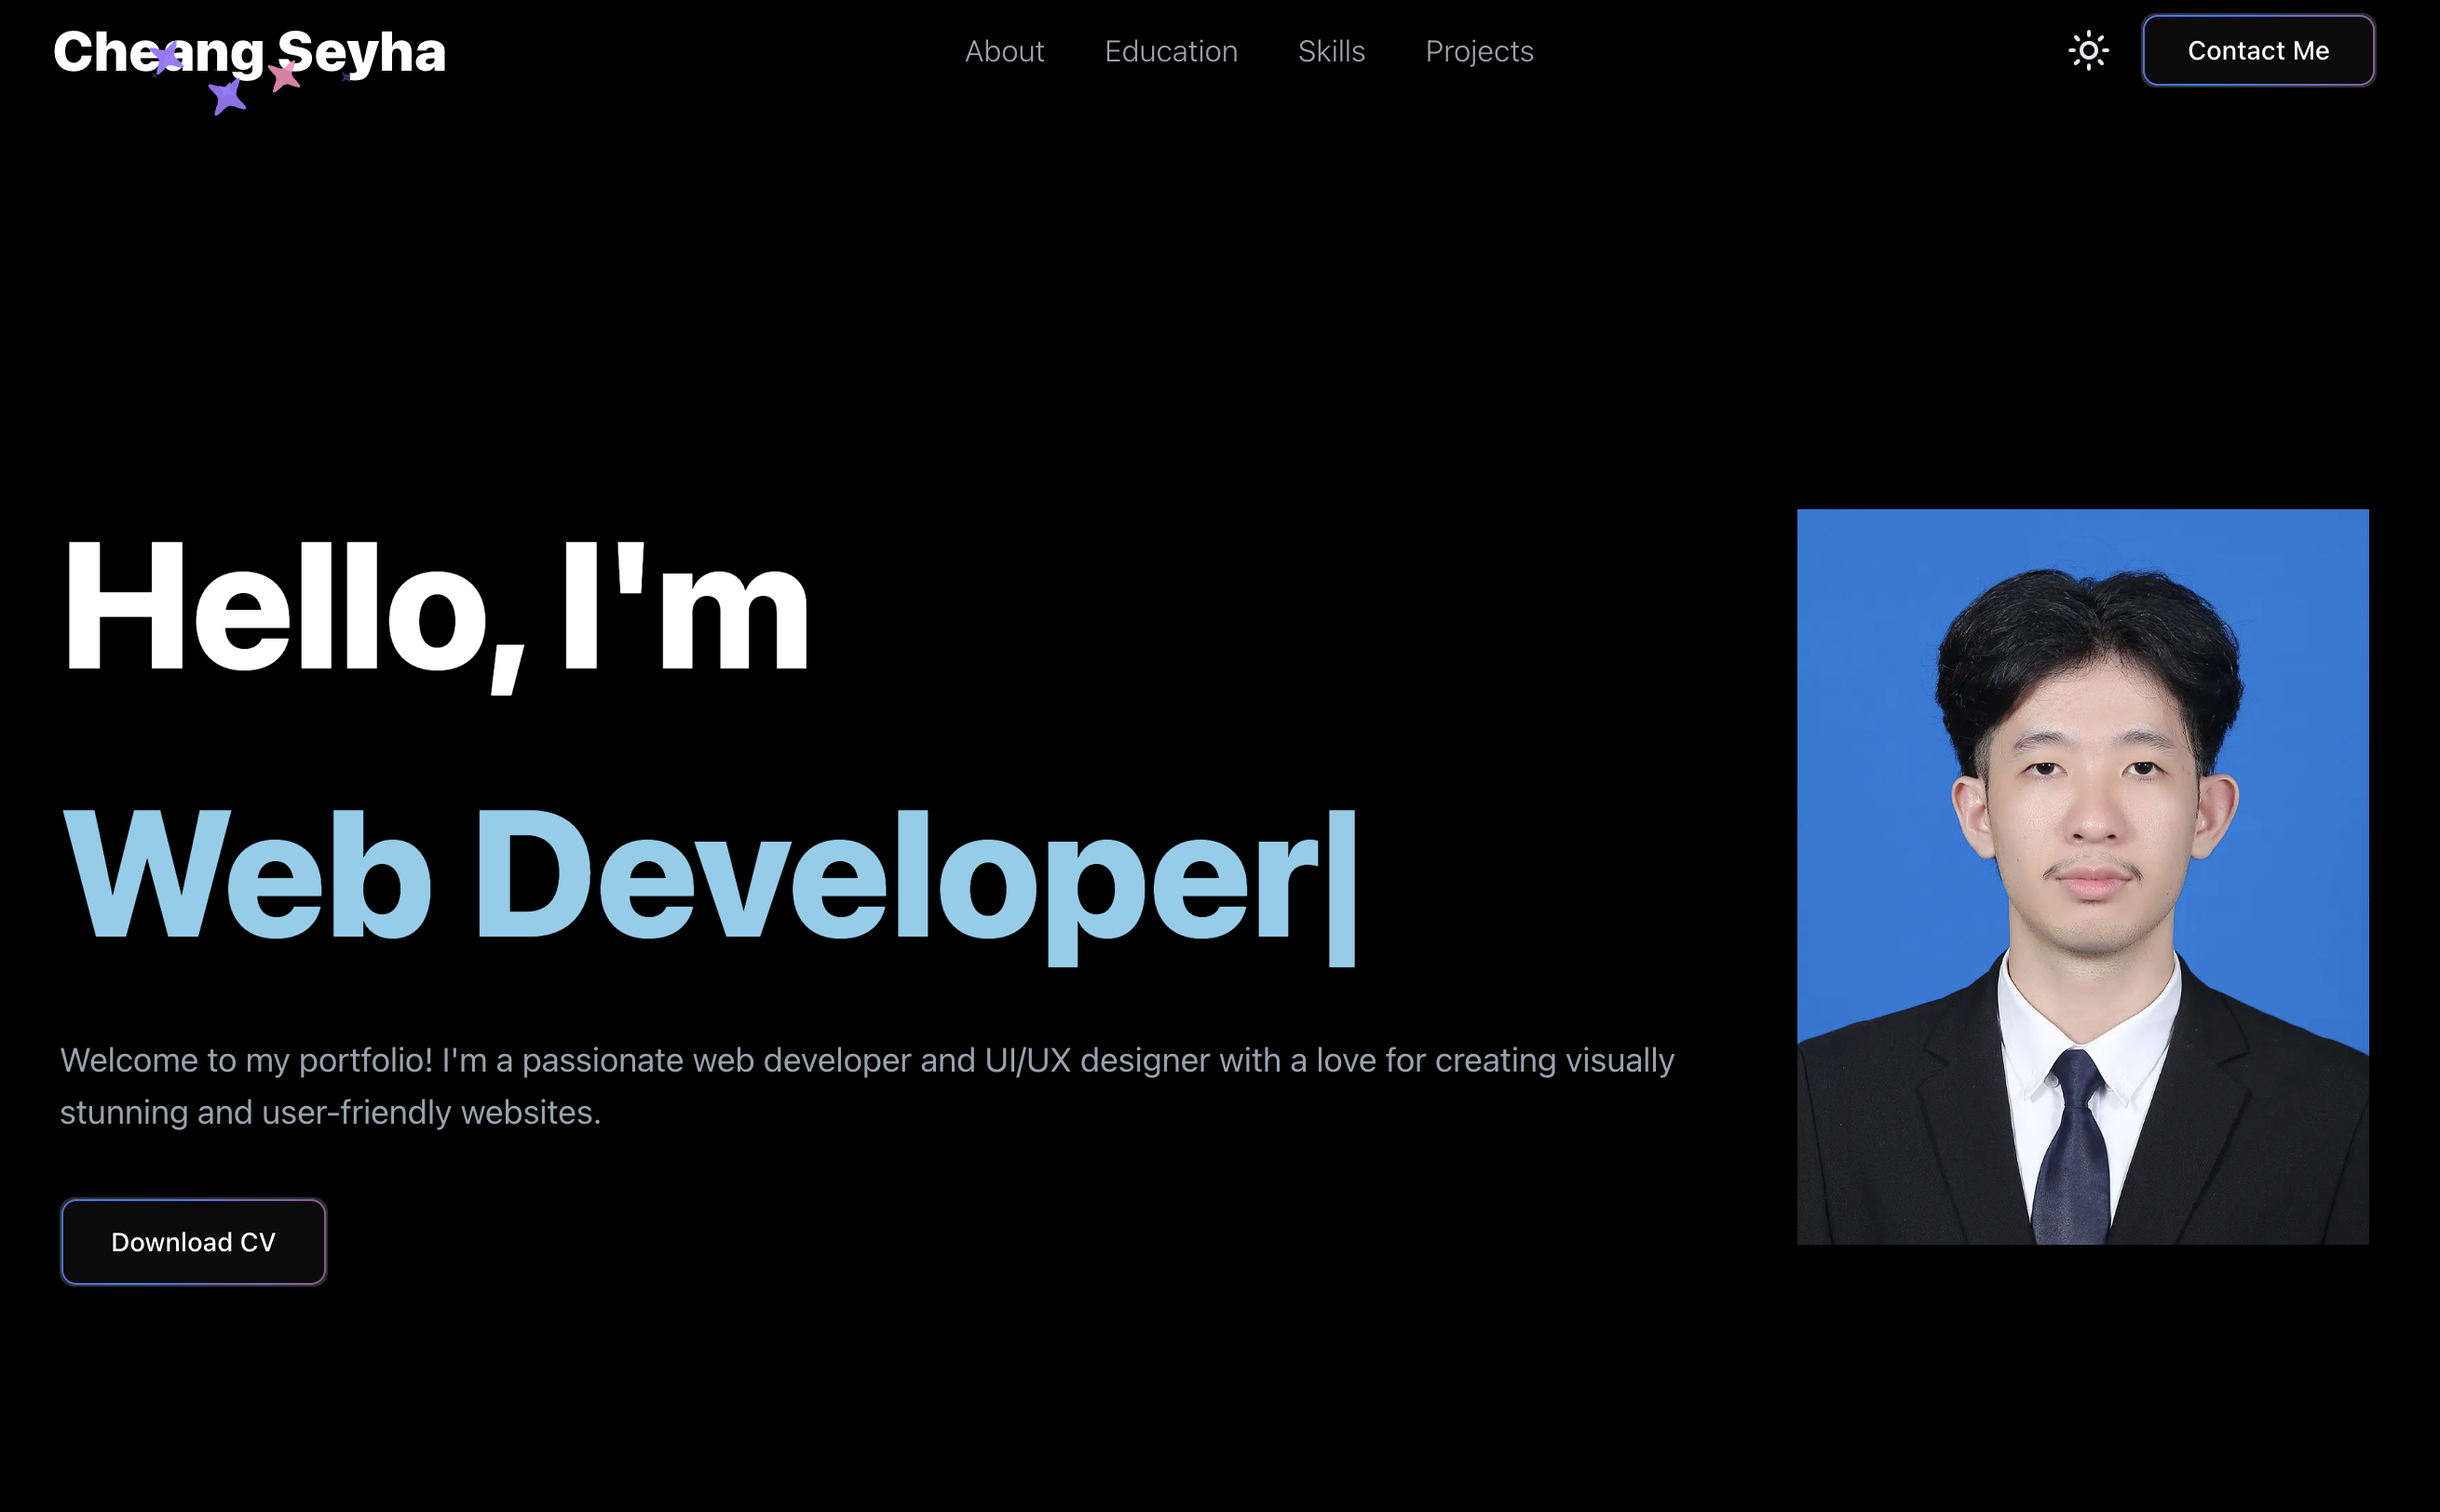 Cheang Seyha
About
Education
Skills
Projects
Contact Me
Hello, I'm
Web Developer|
Welcome to my portfolio! I'm a passionate web developer and UI/UX designer with a love for creating visually
stunning and user-friendly websites.
Download CV